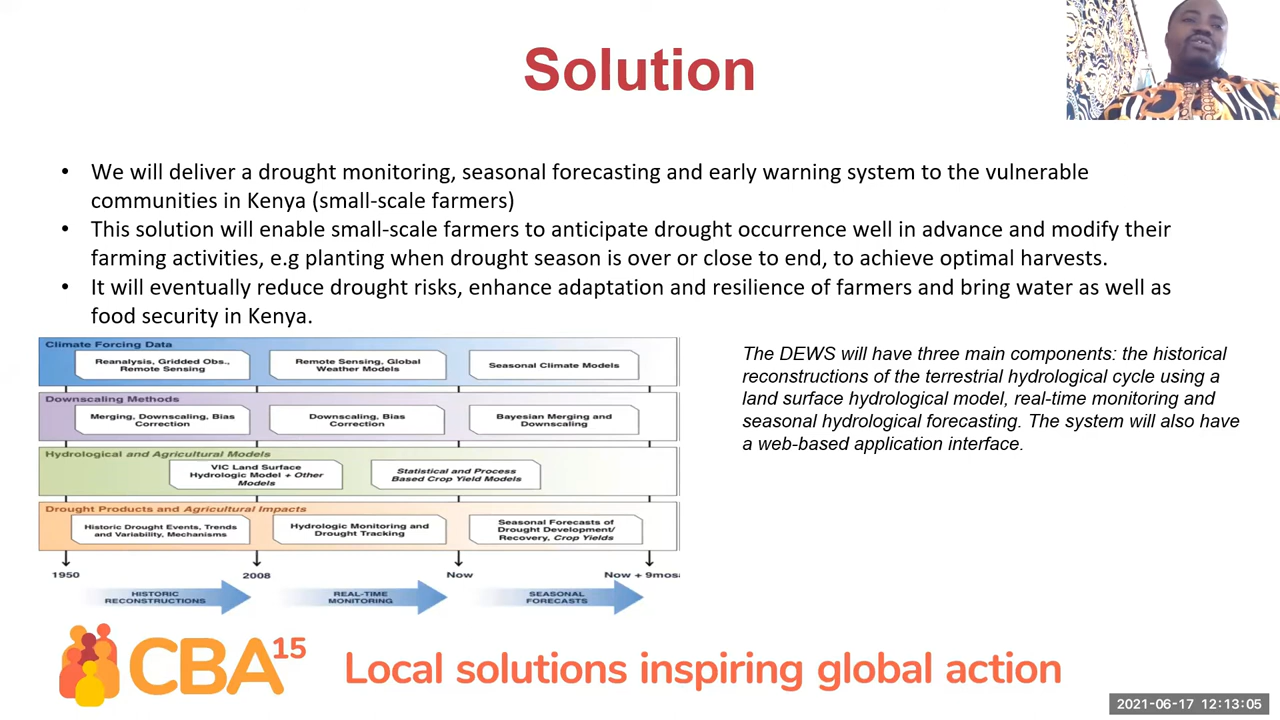 Solution
• We will deliver a drought monitoring, seasonal forecasting and early warning system to the vulnerable
communities in Kenya (small-scale farmers)
• This solution will enable small-scale farmers to anticipate drought occurrence well in advance and modify their
farming activities, e.g planting when drought season is over or close to end, to achieve optimal harvests.
• It will eventually reduce drought risks, enhance adaptation and resilience of farmers and bring water as well as
food security in Kenya.
Climate Forcing Data
Reanalysis, Gridded Obs.,
Remote Sensing
Remote Sensing, Global
Weather Models
Seasonal Climate Models
Downscaling Methods
Merging, Downscaling, Bias
Correction
Downscaling, Bias
Correction
Bayesian Merging and
Downscaling
Hydrological and Agricultural Models
VIC Land Surface
Hydrologic Model + Other
Models
Statistical and Process
Based Crop Yield Models
Drought Products and Agricultural Impacts
Historic Drought Events, Trends
and Variability, Mechanisms
Hydrologic Monitoring and
Drought Tracking
Seasonal Forecasts of
Drought Development/
Recovery, Crop Yields
1950
2008
Now
Now + 9mos
HISTORIC
RECONSTRUCTIONS
REAL-TIME
MONITORING
SEASONAL
FORECASTS
The DEWS will have three main components: the historical
reconstructions of the terrestrial hydrological cycle using a
land surface hydrological model, real-time monitoring and
seasonal hydrological forecasting. The system will also have
a web-based application interface.
CBA15
Local solutions inspiring global action
2021-06-17 12:13:05